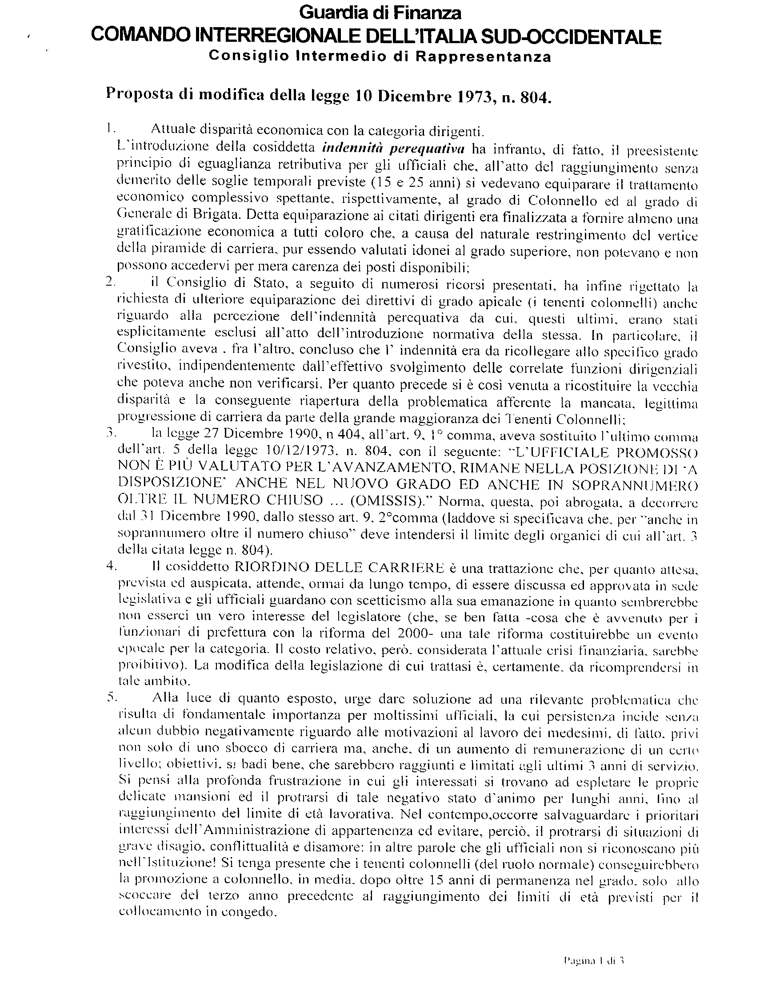 Guardia di Finanza
COMANDO INTERREGIONALE DELL'ITALIA SUD-OCCIDENTALE
Consiglio Intermedio di Rappresentanza
Proposta di modifica della legge 10 Dicembre 1973, n. 804.
1. Attuale disparità economica con la categoria dirigenti.
L'introduzione della cosiddetta indennità perequativa ha infranto, di fatto, il preesistente
principio di eguaglianza retributiva per gli ufficiali che, all'atto del raggiungimento senza
demerito delle soglie temporali previste (15 e 25 anni) si vedevano equiparare il trattamento
economico complessivo spettante, rispettivamente, al grado di Colonnello ed al grado di
Generale di Brigata. Detta equiparazione ai citati dirigenti era finalizzata a fornire almeno una
gratificazione economica a tutti coloro che, a causa del naturale restringimento del vertice
della piramide di carriera, pur essendo valutati idonei al grado superiore, non potevano e non
possono accedervi per mera carenza dei posti disponibili;
2. il Consiglio di Stato, a seguito di numerosi ricorsi presentati, ha infine rigettato la
richiesta di ulteriore equiparazione dei direttivi di grado apicale (i tenenti colonnelli) anche
riguardo alla percezione dell'indennità perequativa da cui, questi ultimi, erano stati
esplicitamente esclusi all'atto dell'introduzione normativa della stessa. In particolare, il
Consiglio aveva , fra l'altro, concluso che l' indennità era da ricollegare allo specifico grado
rivestito, indipendentemente dall'effettivo svolgimento delle correlate funzioni dirigenziali
che poteva anche non verificarsi. Per quanto precede si è così venuta a ricostituire la vecchia
disparità e la conseguente riapertura della problematica afferente la mancata, legittima
progressione di carriera da parte della grande maggioranza dei Tenenti Colonnelli;
3. la legge 27 Dicembre 1990, n 404, all'art. 9, 1° comma, aveva sostituito l'ultimo comma
dell'art. 5 della legge 10/12/1973, n. 804, con il seguente: "L'UFFICIALE PROMOSSO
NON È PIÙ VALUTATO PER L'AVANZAMENTO, RIMANE NELLA POSIZIONE DI 'A
DISPOSIZIONE' ANCHE NEL NUOVO GRADO ED ANCHE IN SOPRANNUMERO
OLTRE IL NUMERO CHIUSO ... (OMISSIS)." Norma, questa, poi abrogata, a decorrere
dal 31 Dicembre 1990, dallo stesso art. 9, 2°comma (laddove si specificava che, per "anche in
soprannumero oltre il numero chiuso" deve intendersi il limite degli organici di cui all'art. 3
della citata legge n. 804).
4. Il cosiddetto RIORDINO DELLE CARRIERE è una trattazione che, per quanto attesa,
prevista ed auspicata, attende, ormai da lungo tempo, di essere discussa ed approvata in sede
legislativa e gli ufficiali guardano con scetticismo alla sua emanazione in quanto sembrerebbe
non esserci un vero interesse del legislatore (che, se ben fatta -cosa che è avvenuto per i
funzionari di prefettura con la riforma del 2000- una tale riforma costituirebbe un evento
epocale per la categoria. Il costo relativo, però, considerata l'attuale crisi finanziaria, sarebbe
proibitivo). La modifica della legislazione di cui trattasi è, certamente, da ricomprendersi in
tale ambito.
5. Alla luce di quanto esposto, urge dare soluzione ad una rilevante problematica che
risulta di fondamentale importanza per moltissimi ufficiali, la cui persistenza incide senza
alcun dubbio negativamente riguardo alle motivazioni al lavoro dei medesimi, di fatto, privi
non solo di uno sbocco di carriera ma, anche, di un aumento di remunerazione di un certo
livello; obiettivi, si badi bene, che sarebbero raggiunti e limitati agli ultimi 3 anni di servizio.
Si pensi alla profonda frustrazione in cui gli interessati si trovano ad espletare le proprie
delicate mansioni ed il protrarsi di tale negativo stato d'animo per lunghi anni, fino al
raggiungimento del limite di età lavorativa. Nel contempo,occorre salvaguardare i prioritari
interessi dell'Amministrazione di appartenenza ed evitare, perciò, il protrarsi di situazioni di
grave disagio, conflittualità e disamore: in altre parole che gli ufficiali non si riconoscano più
nell'Istituzione! Si tenga presente che i tenenti colonnelli (del ruolo normale) conseguirebbero
la promozione a colonnello, in media, dopo oltre 15 anni di permanenza nel grado, solo allo
scoccare del terzo anno precedente al raggiungimento dei limiti di età previsti per il
collocamento in congedo.
Pagina 1 di 3